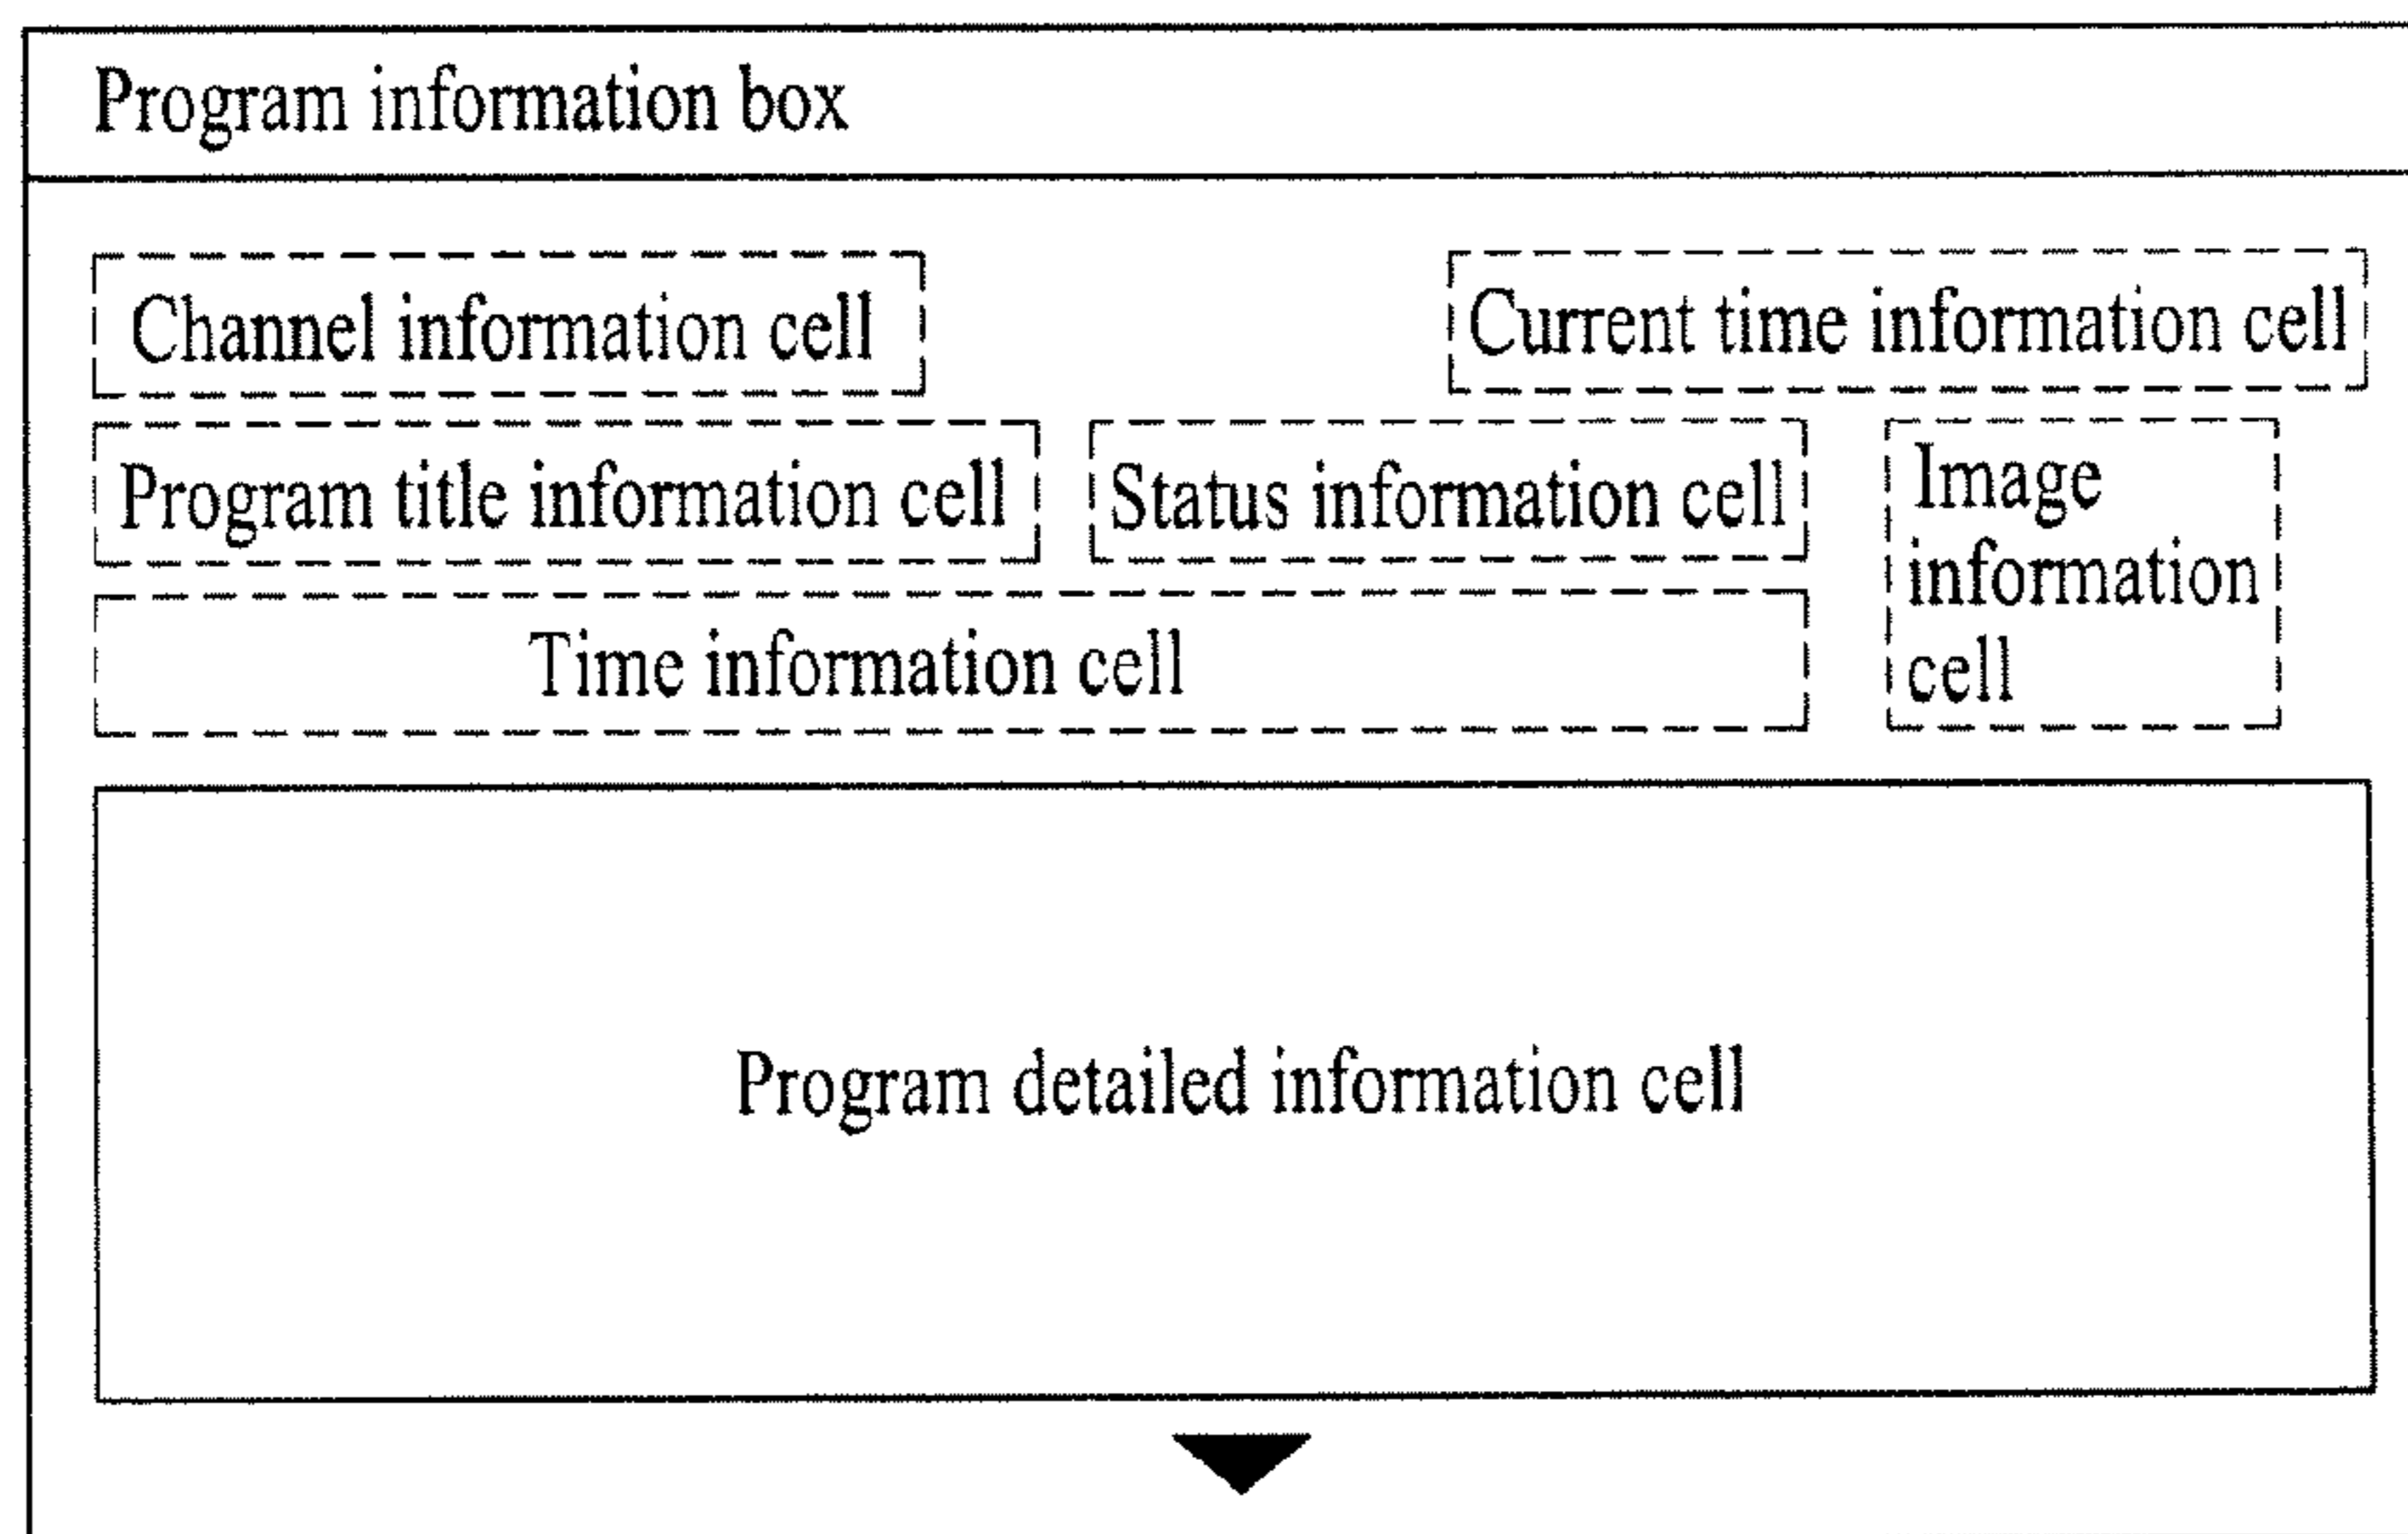 Program information box
Channel information cell
Current time information cell
Program title information cell
Status information cell
Image
information
cell
Time information cell
Program detailed information cell